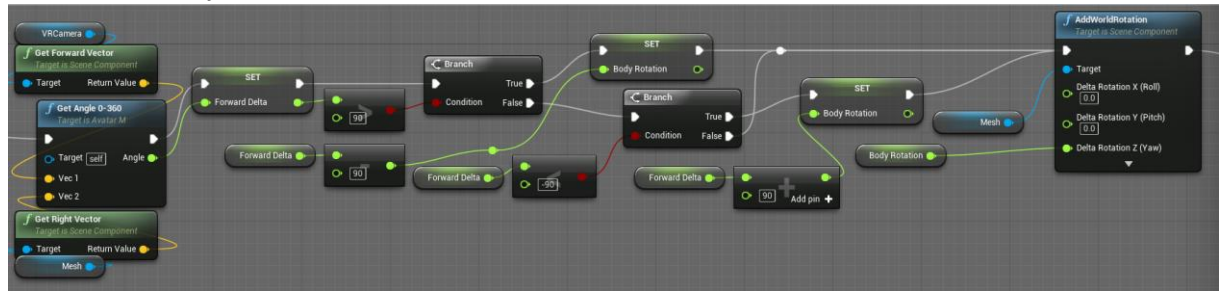 VRCamera
f Get Forward Vector
Target is Scene Component
Target Return Value
f Get Angle 0-360
Target is Avatar M
Target self Angle
Vec 1
Vec 2
f Get Right Vector
Target is Scene Component
Target Return Value
Mesh
SET
Forward Delta
>
90
Forward Delta
-
90
Branch
True
Condition False
SET
Body Rotation
Forward Delta
<
-90
Branch
True
Condition False
Forward Delta
90 + Add pin +
SET
Body Rotation
Body Rotation
Mesh
f AddWorldRotation
Target is Scene Component
Target
Delta Rotation X (Roll)
0.0
Delta Rotation Y (Pitch)
0.0
Delta Rotation Z (Yaw)